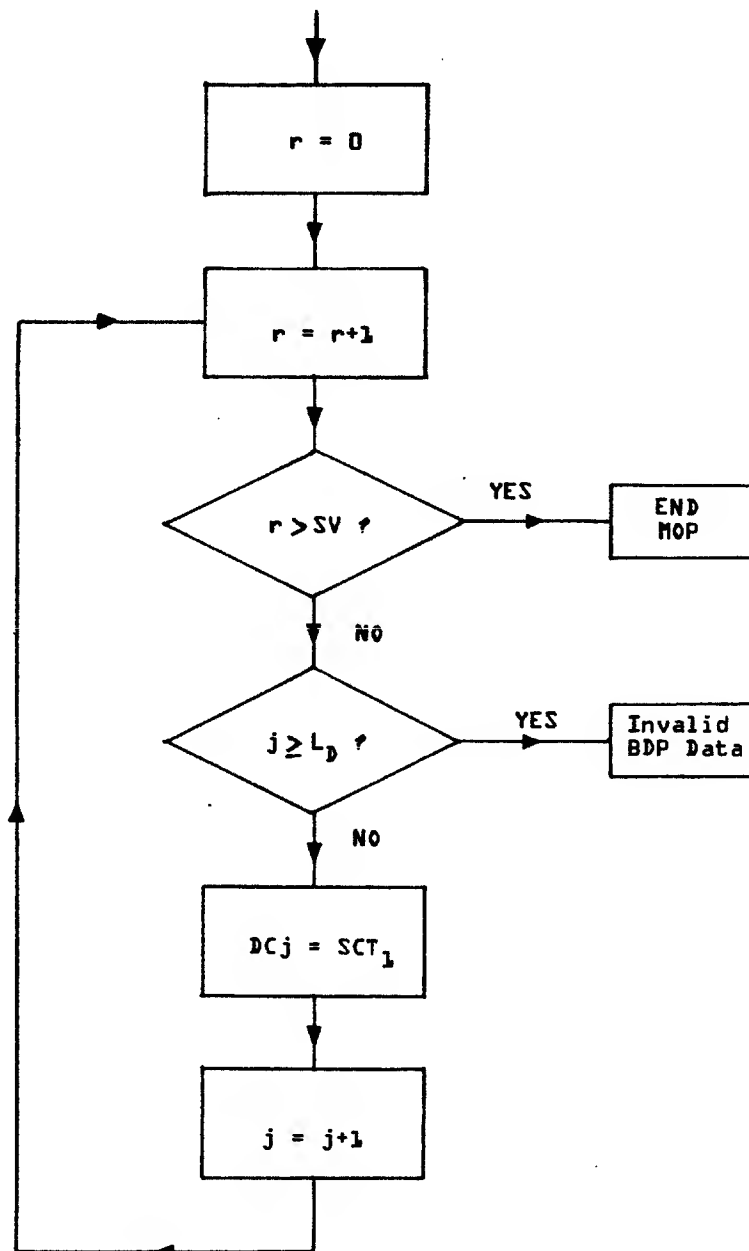 r = 0
r = r+1
r > SV ?
YES
END
MOP
NO
j ≥ L_D ?
YES
Invalid
BDP Data
NO
DCj = SCT_1
j = j+1